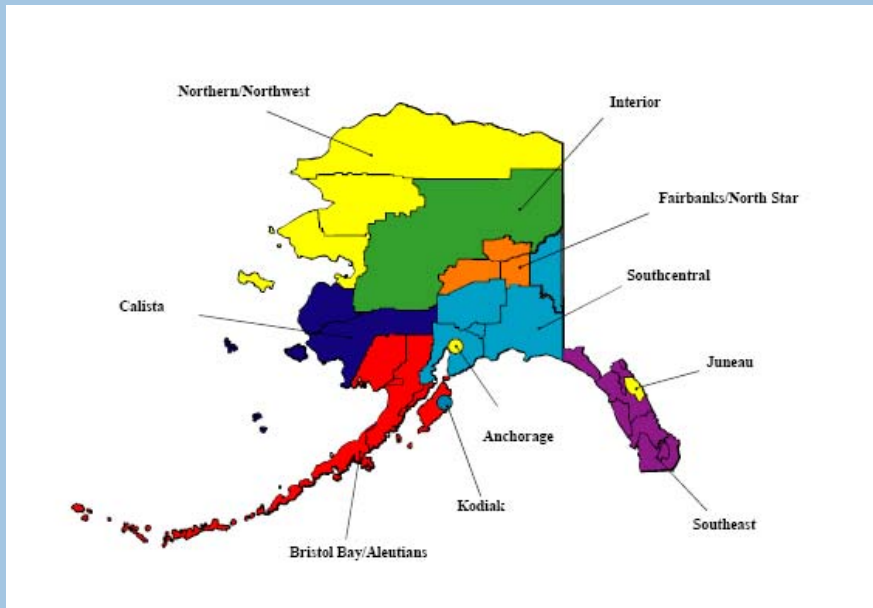 Northern/Northwest
Interior
Fairbanks/North Star
Southcentral
Calista
Juneau
Anchorage
Kodiak
Southeast
Bristol Bay/Aleutians